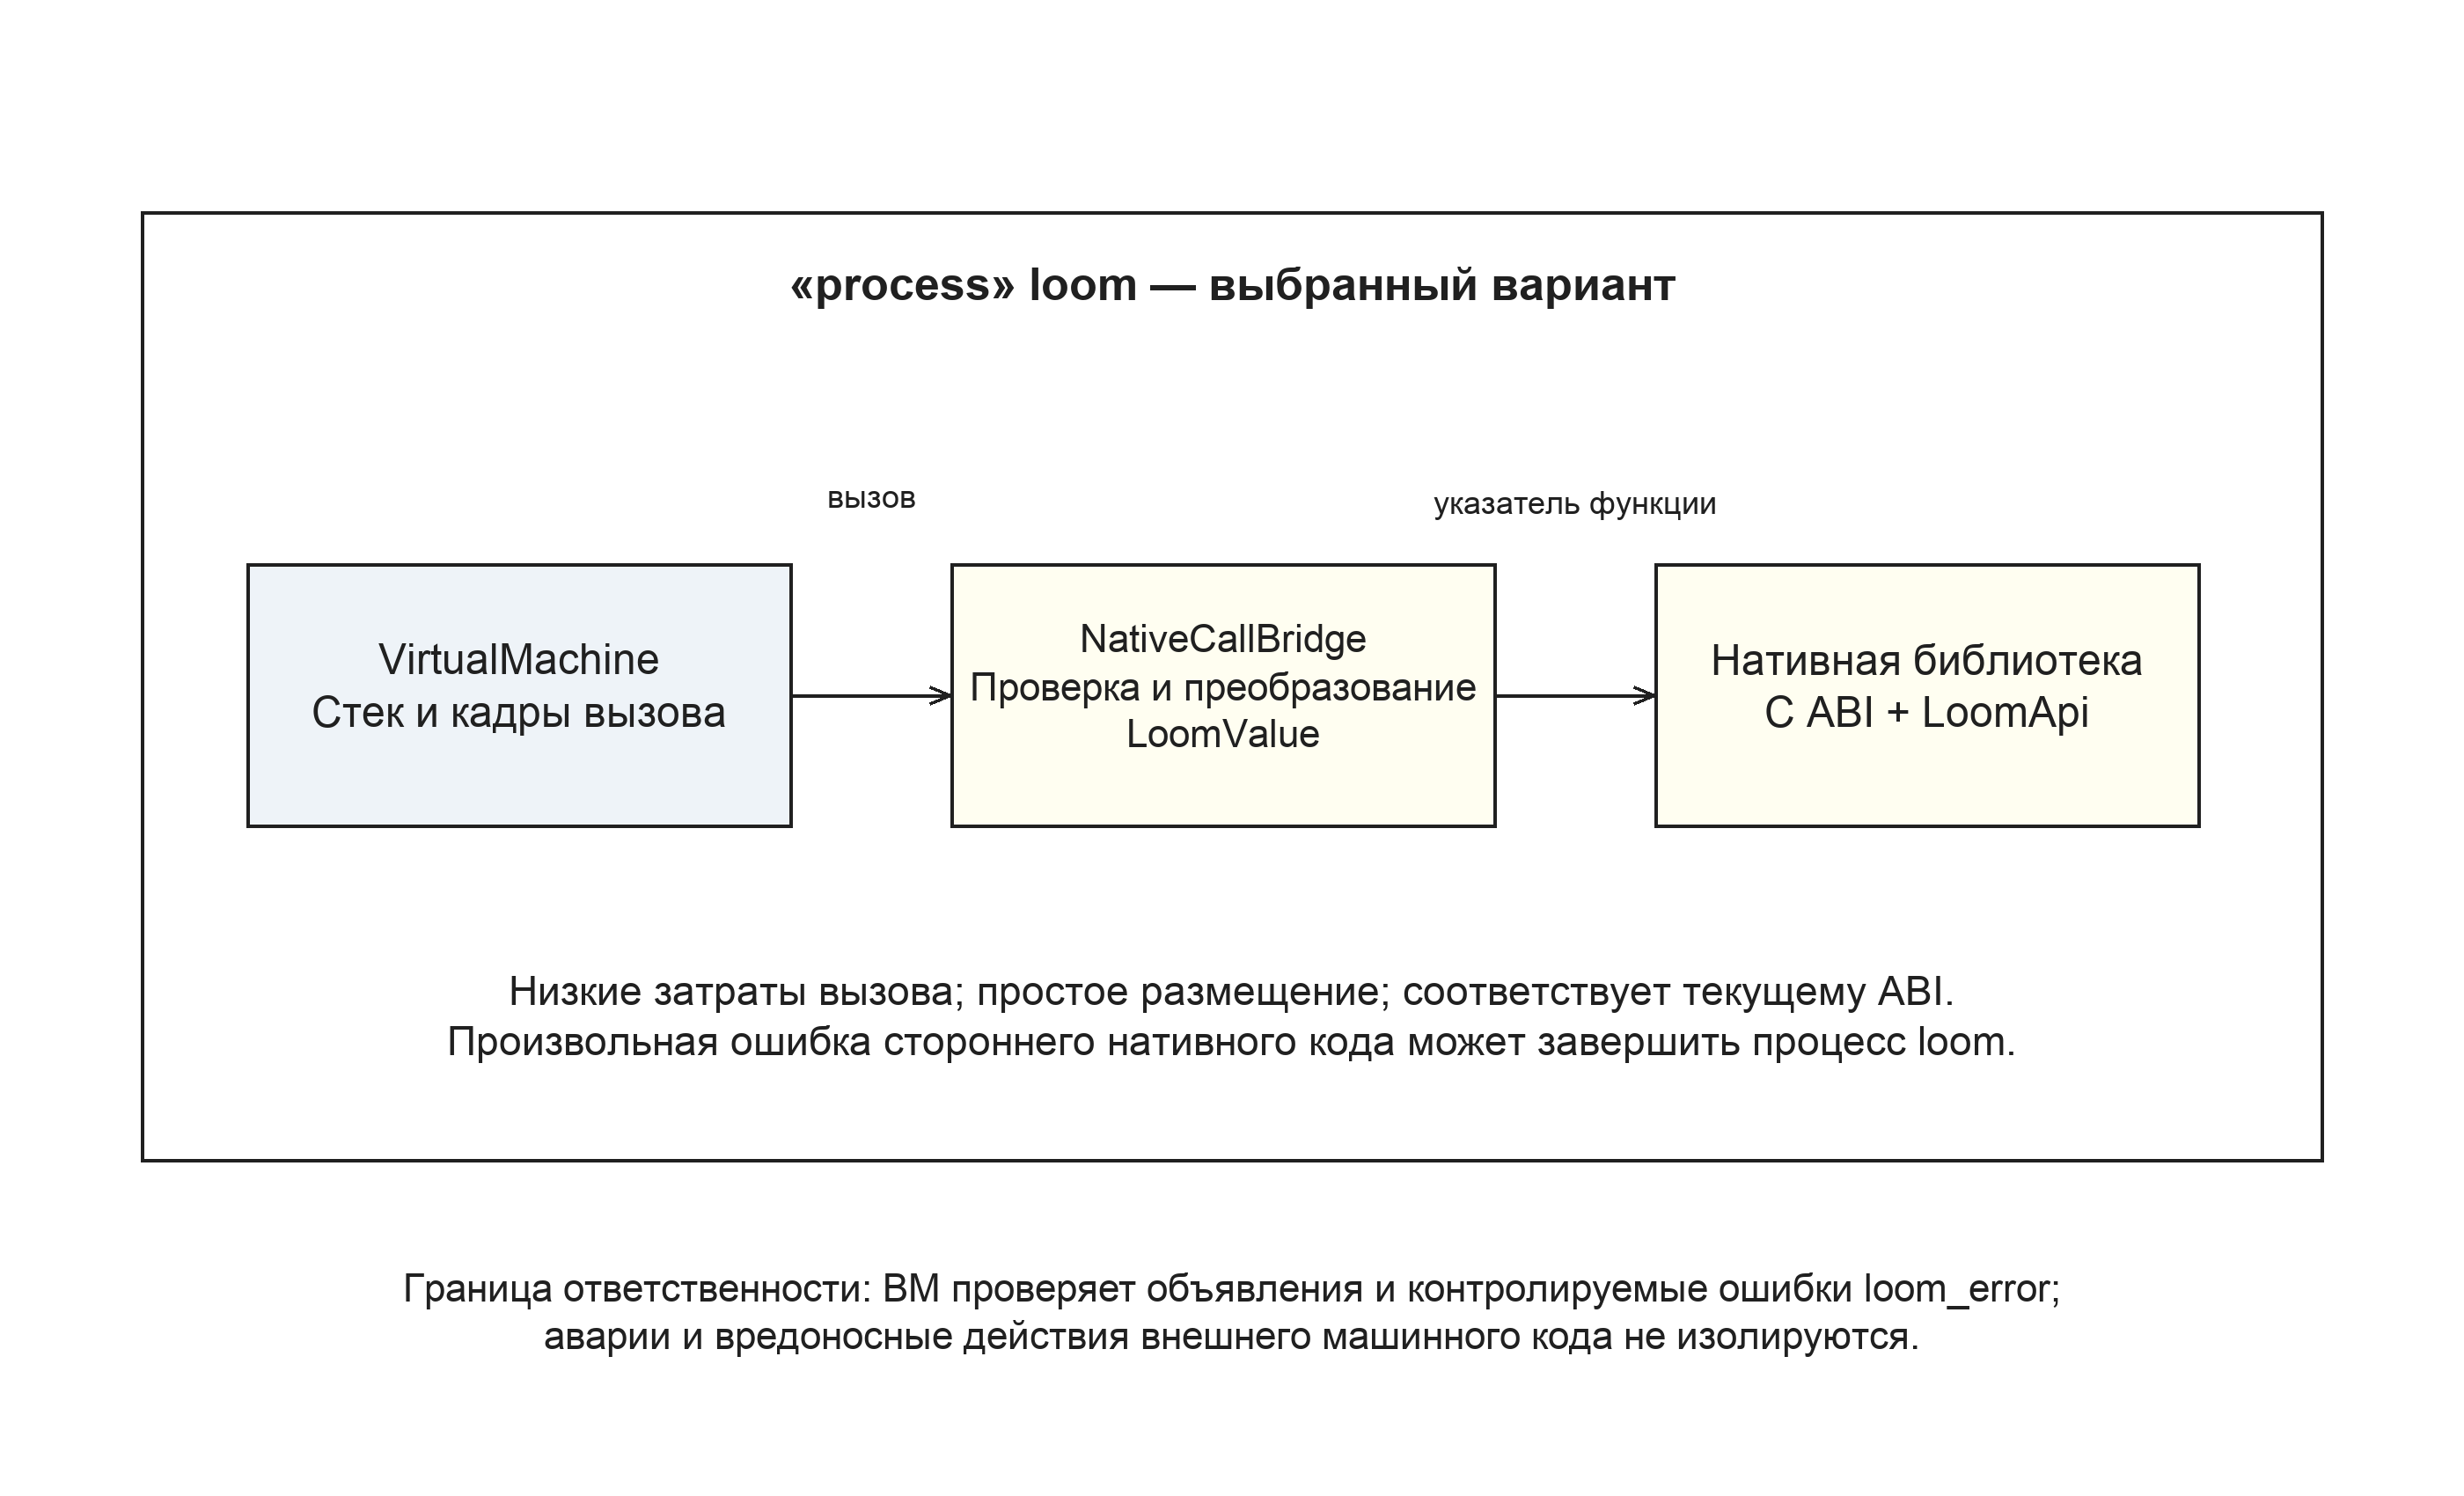 «process» loom — выбранный вариант
вызов
указатель функции
VirtualMachine
Стек и кадры вызова
NativeCallBridge
Проверка и преобразование
LoomValue
Нативная библиотека
C ABI + LoomApi
Низкие затраты вызова; простое размещение; соответствует текущему ABI.
Произвольная ошибка стороннего нативного кода может завершить процесс loom.
Граница ответственности: ВМ проверяет объявления и контролируемые ошибки loom_error;
аварии и вредоносные действия внешнего машинного кода не изолируются.